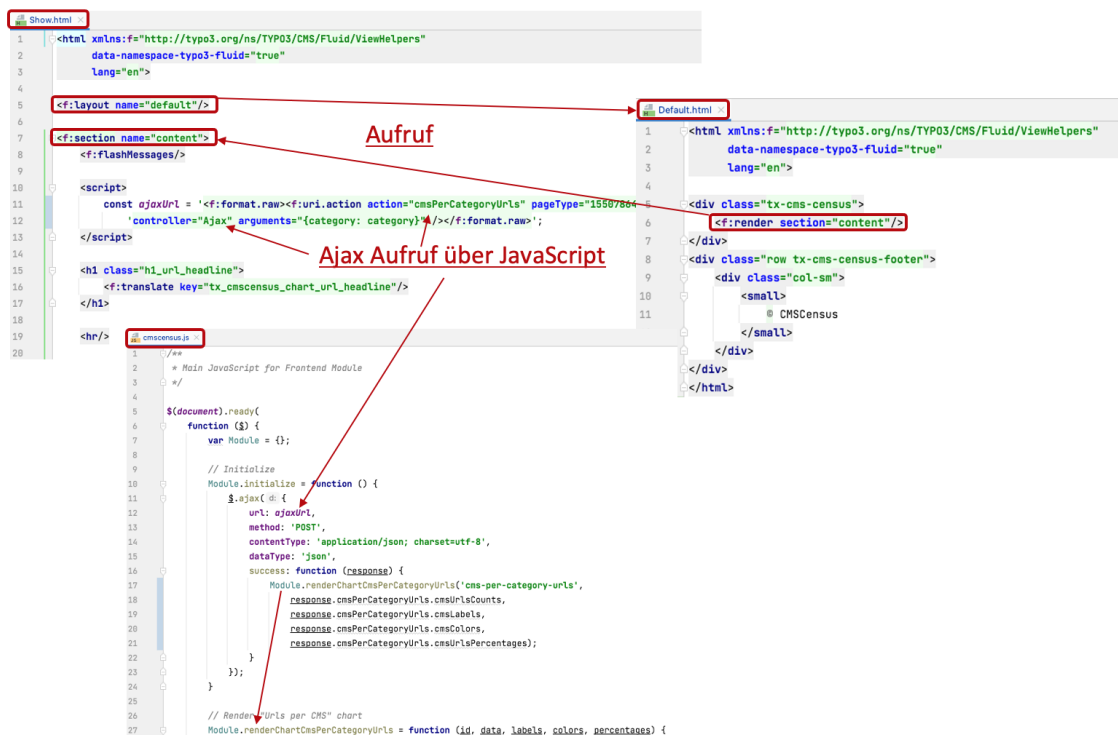 Show.html
1 <html xmlns:f="http://typo3.org/ns/TYPO3/CMS/Fluid/ViewHelpers"
2 data-namespace-typo3-fluid="true"
3 lang="en">
4
5 <f:layout name="default"/>
6
7 <f:section name="content">
8 <f:flashMessages/>
9
10 <script>
11 const ajaxUrl = '<f:format.raw><f:uri.action action="cmsPerCategoryUrls" pageType="15507864
12 'controller="Ajax" arguments="{category: category}" /></f:format.raw>';
13 </script>
14
15 <h1 class="h1_url_headline">
16 <f:translate key="tx_cmscensus_chart_url_headline"/>
17 </h1>
18
19 <hr/>
20
Aufruf
Ajax Aufruf über JavaScript
Default.html
1 <html xmlns:f="http://typo3.org/ns/TYPO3/CMS/Fluid/ViewHelpers"
2 data-namespace-typo3-fluid="true"
3 lang="en">
4
5 <div class="tx-cms-census">
6 <f:render section="content"/>
7 </div>
8 <div class="row tx-cms-census-footer">
9 <div class="col-sm">
10 <small>
11 © CMSCensus
</small>
</div>
</div>
</html>
cmscensus.js
1 /**
2 * Main JavaScript for Frontend Module
3 */
4
5 $(document).ready(
6 function ($) {
7 var Module = {};
8
9 // Initialize
10 Module.initialize = function () {
11 $.ajax( d: {
12 url: ajaxUrl,
13 method: 'POST',
14 contentType: 'application/json; charset=utf-8',
15 dataType: 'json',
16 success: function (response) {
17 Module.renderChartCmsPerCategoryUrls('cms-per-category-urls',
18 response.cmsPerCategoryUrls.cmsUrlsCounts,
19 response.cmsPerCategoryUrls.cmsLabels,
20 response.cmsPerCategoryUrls.cmsColors,
21 response.cmsPerCategoryUrls.cmsUrlsPercentages);
22 }
23 });
24 }
25
26 // Render "Urls per CMS" chart
27 Module.renderChartCmsPerCategoryUrls = function (id, data, labels, colors, percentages) {